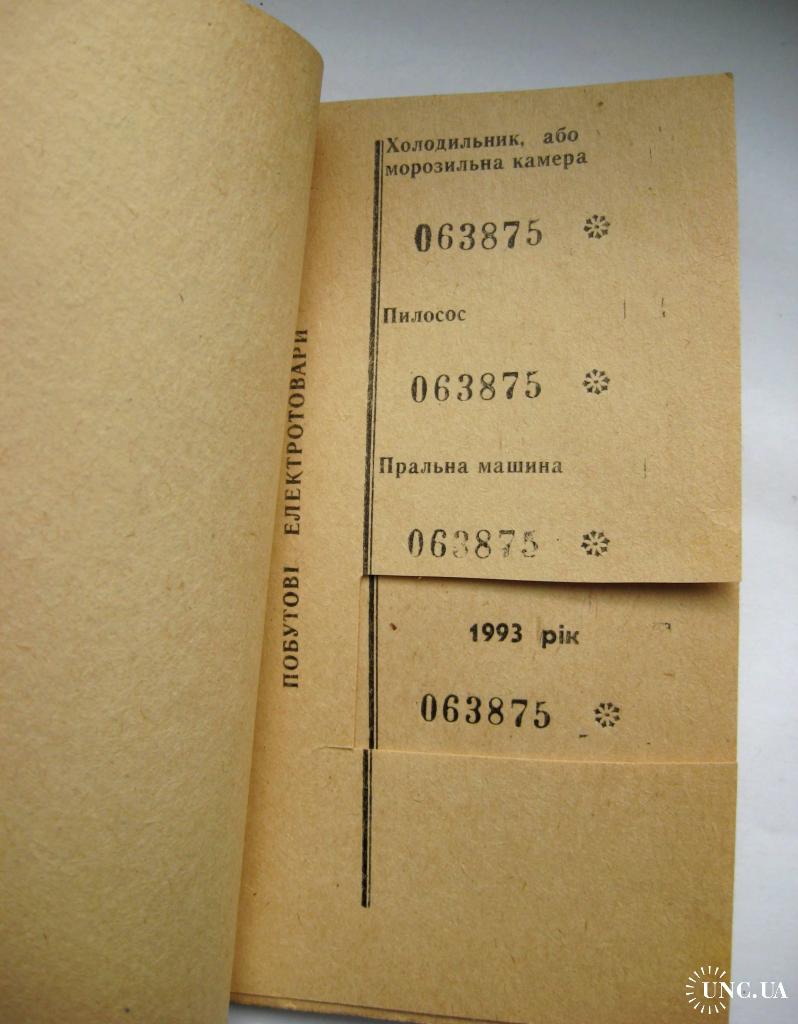 Холодильник, або
морозильна камера
063875
Пилосос
063875
Пральна машина
063875
1993 рік
063875
ПОБУТОВІ ЕЛЕКТРОТОВАРИ
UNC.UA